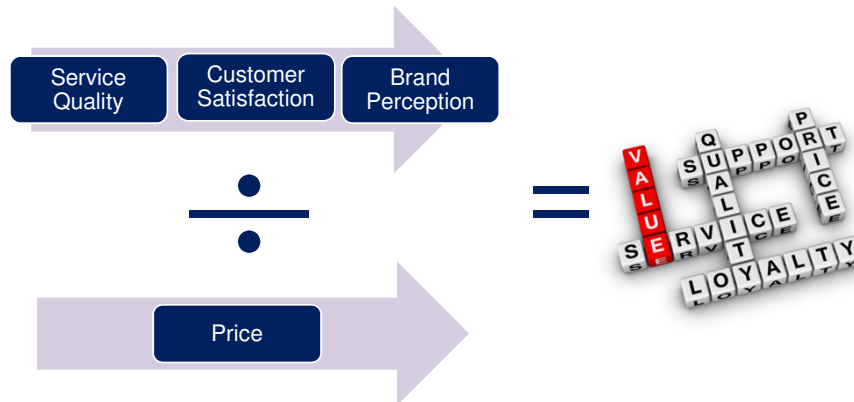 Service
Quality
Customer
Satisfaction
Brand
Perception
÷
=
Price
VALUE
QUALITY
SUPPORT
PRICE
SERVICE
LOYALTY